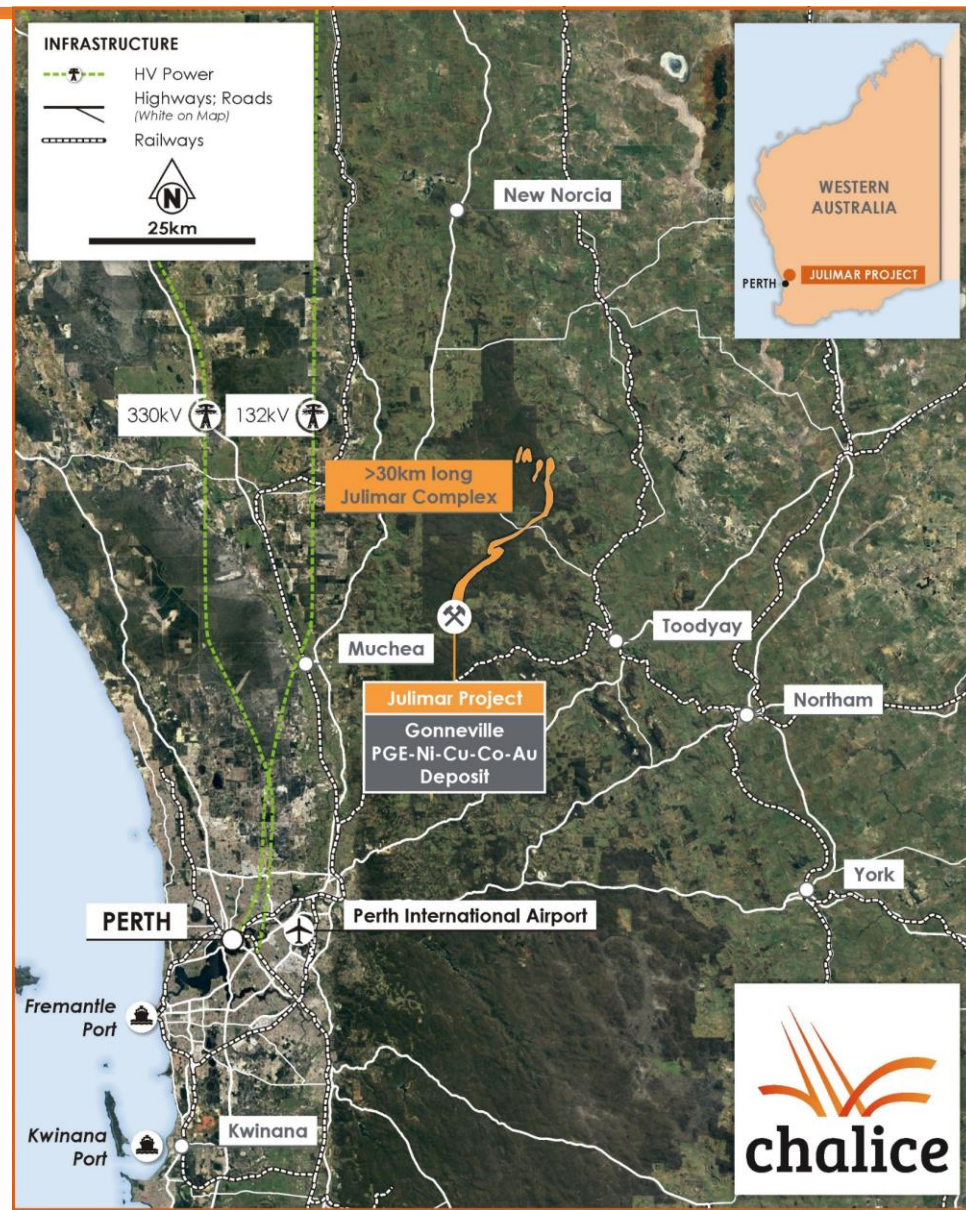 INFRASTRUCTURE
HV Power
Highways; Roads
(White on Map)
Railways
N
25km
WESTERN
AUSTRALIA
PERTH
JULIMAR PROJECT
New Norcia
330kV
132kV
>30km long
Julimar Complex
Muchea
Toodyay
Julimar Project
Gonneville
PGE-Ni-Cu-Co-Au
Deposit
Northam
York
PERTH
Perth International Airport
Fremantle
Port
Kwinana
Port
Kwinana
chalice